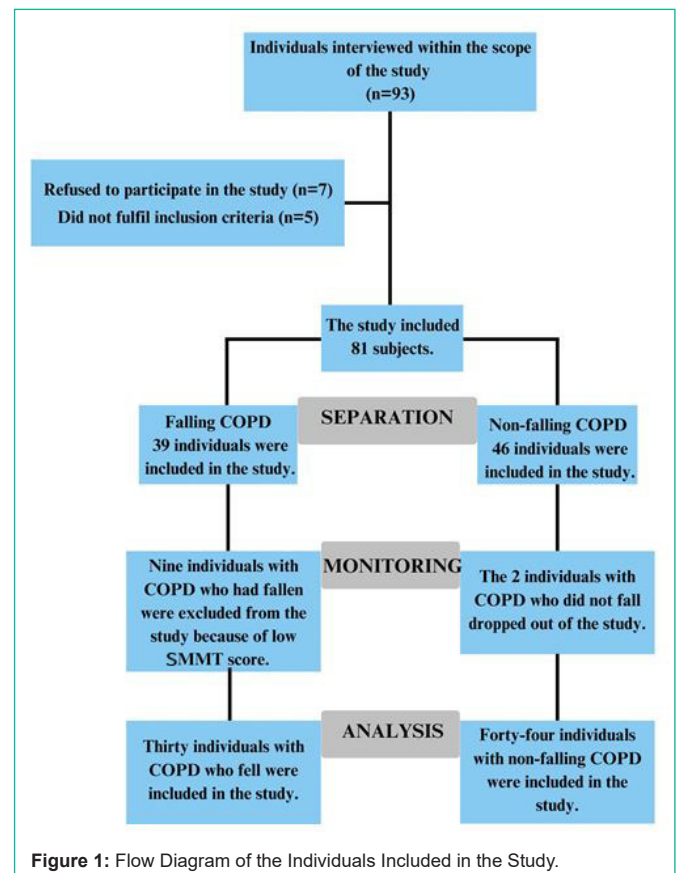 Individuals interviewed within the scope
of the study
(n=93)
Refused to participate in the study (n=7)
Did not fulfil inclusion criteria (n=5)
The study included
81 subjects.
SEPARATION
Falling COPD
39 individuals were
included in the study.
Non-falling COPD
46 individuals were
included in the study.
MONITORING
Nine individuals with
COPD who had fallen
were excluded from the
study because of low
SMMT score.
The 2 individuals with
COPD who did not fall
dropped out of the study.
ANALYSIS
Thirty individuals with
COPD who fell were
included in the study.
Forty-four individuals
with non-falling COPD
were included in the
study.
Figure 1: Flow Diagram of the Individuals Included in the Study.